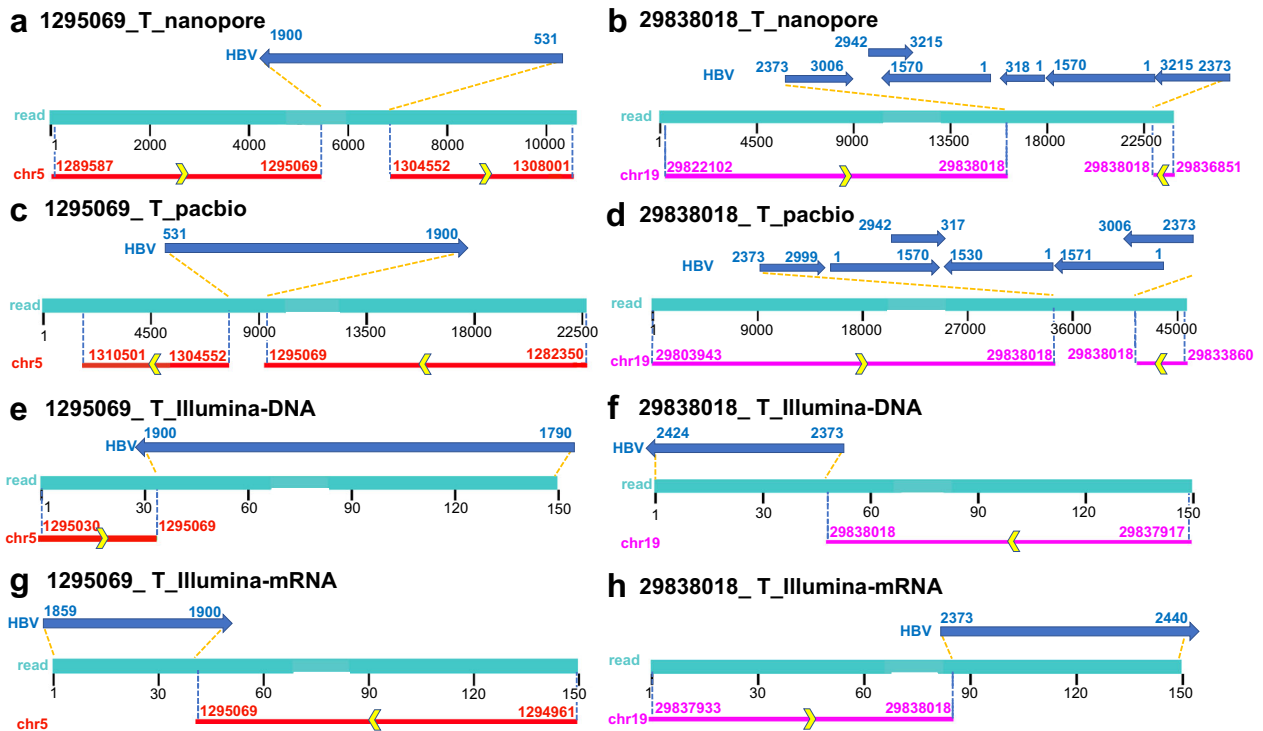 a 1295069_T_nanopore
1900 531
HBV
read
1 2000 4000 6000 8000 10000
1289587 1295069 1304552 1308001
chr5
b 29838018_T_nanopore
2942 3215
2373 3006 1570 1 318 1 1570 1 3215 2373
HBV
read
1 4500 9000 13500 18000 22500
29822102 29838018 29838018 29836851
chr19
c 1295069_ T_pacbio
531 1900
HBV
read
1 4500 9000 13500 18000 22500
1310501 1304552 1295069 1282350
chr5
d 29838018_ T_pacbio
2942 317 3006 2373
2373 2999 1 1570 1530 1 1571 1
HBV
read
1 9000 18000 27000 36000 45000
29803943 29838018 29838018 29833860
chr19
e 1295069_ T_Illumina-DNA
1900 1790
HBV
read
1 30 60 90 120 150
1295030 1295069
chr5
f 29838018_ T_Illumina-DNA
2424 2373
HBV
read
1 30 60 90 120 150
29838018 29837917
chr19
g 1295069_ T_Illumina-mRNA
1859 1900
HBV
read
1 30 60 90 120 150
1295069 1294961
chr5
h 29838018_ T_Illumina-mRNA
2373 2440
HBV
read
1 30 60 90 120 150
29837933 29838018
chr19